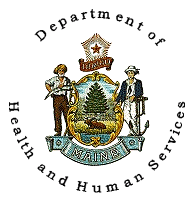 Department of
DIRIGO
MAINE
Health and Human Services